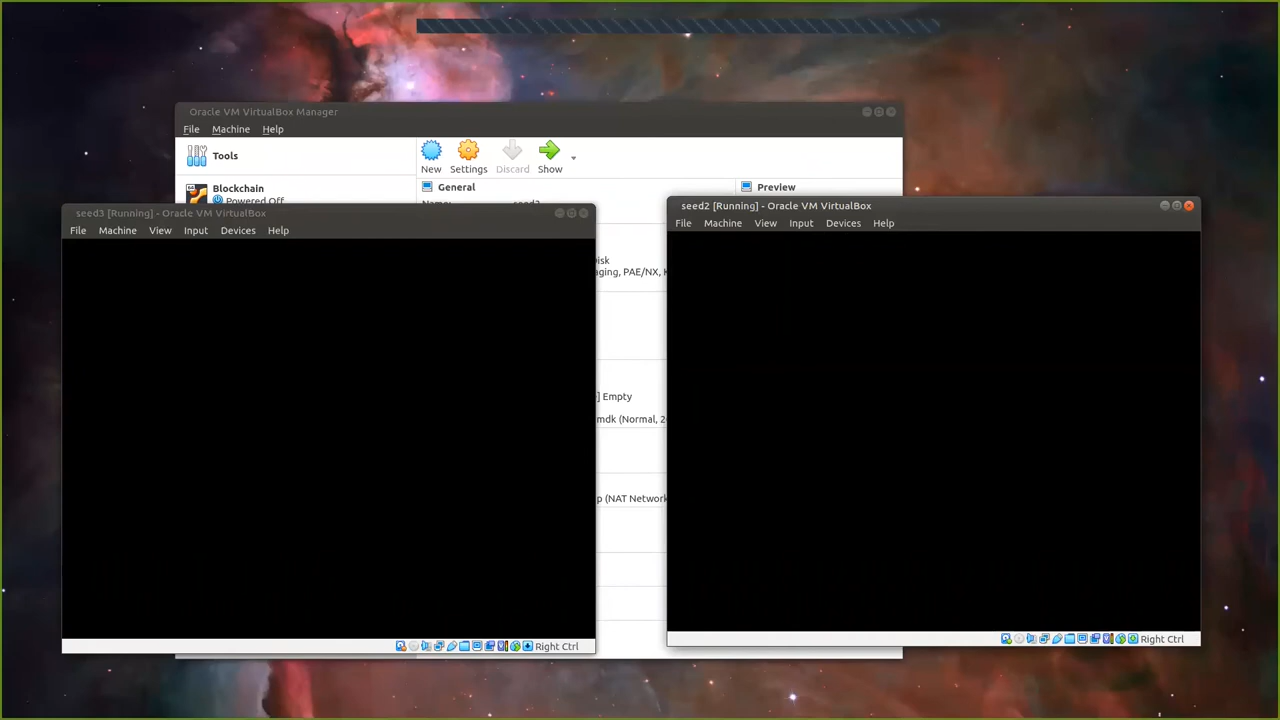 Oracle VM VirtualBox Manager
File Machine Help
Tools
New Settings Discard Show
Blockchain
Powered Off
General
Preview
seed3 [Running] - Oracle VM VirtualBox
File Machine View Input Devices Help
Right Ctrl
isk
aging, PAE/NX, K
] Empty
mdk (Normal, 2
p (NAT Network
seed2 [Running] - Oracle VM VirtualBox
File Machine View Input Devices Help
Right Ctrl